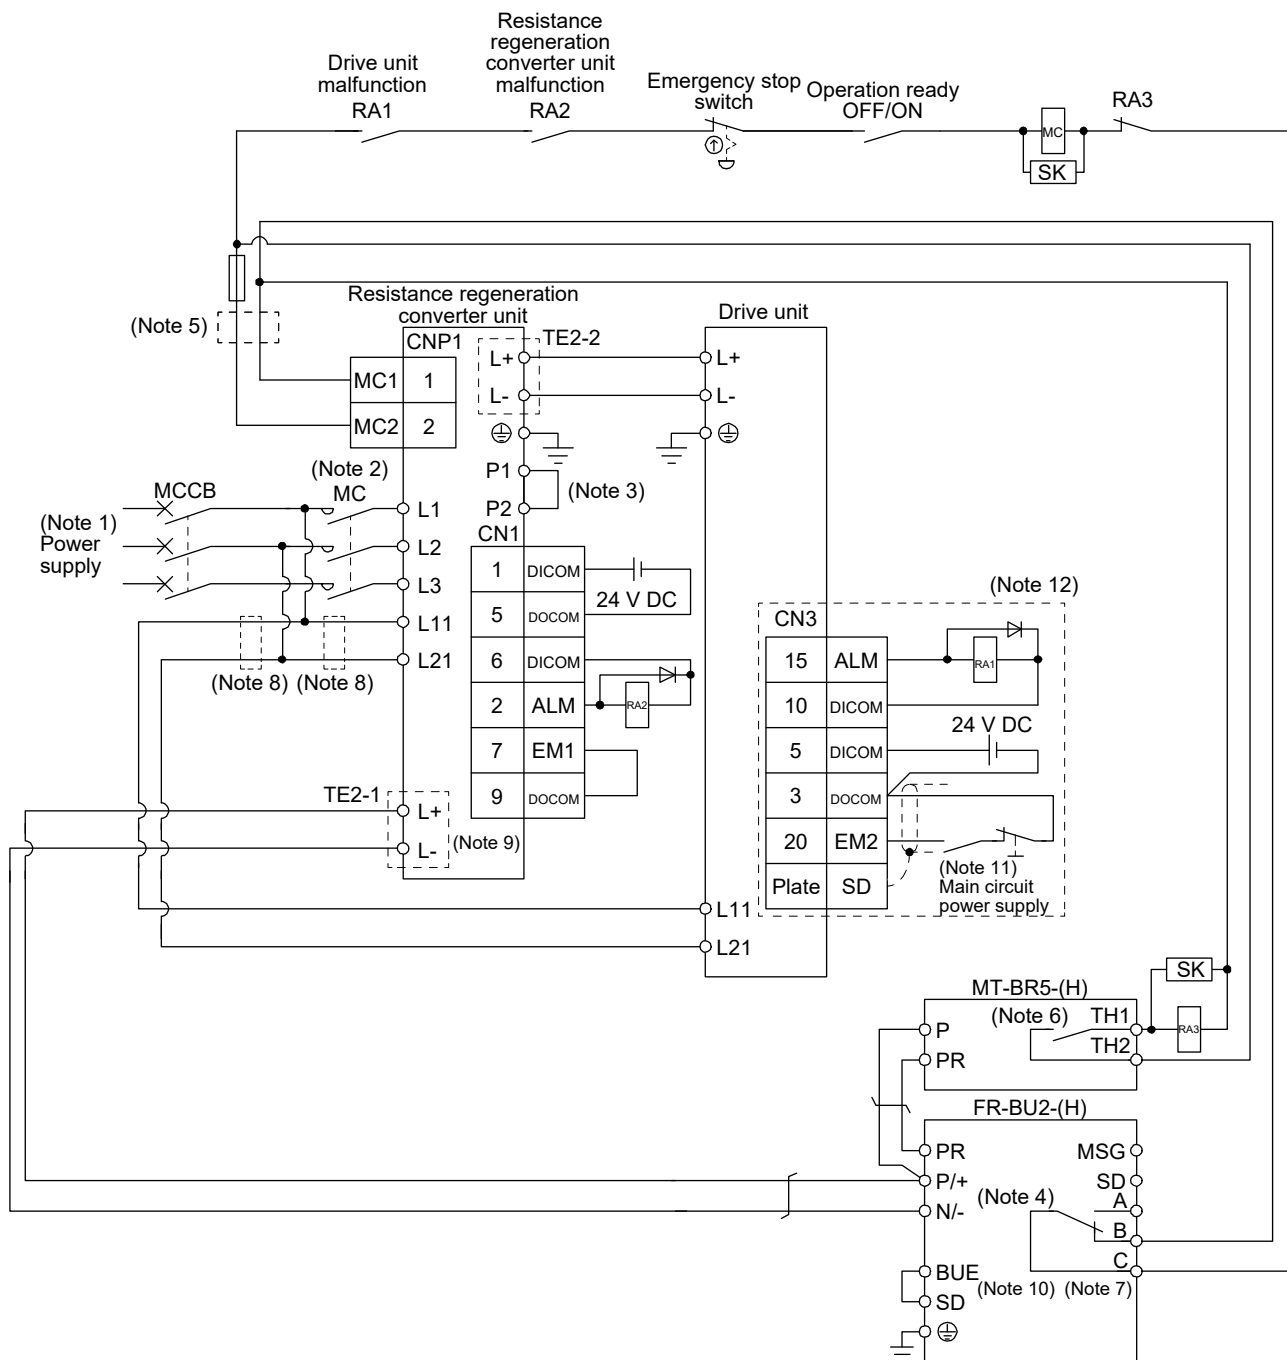 Resistance
regeneration
converter unit
malfunction
RA2
Drive unit
malfunction
RA1
Emergency stop
switch
Operation ready
OFF/ON
MC
SK
RA3
(Note 5)
Resistance regeneration
converter unit
Drive unit
CNP1
TE2-2
MC1 1
MC2 2
L+
L-
L+
L-
P1
P2
(Note 3)
(Note 2)
MCCB
MC
(Note 1)
Power
supply
L1
L2
L3
L11
L21
(Note 8) (Note 8)
CN1
1 DICOM
5 DOCOM
6 DICOM
2 ALM
7 EM1
9 DOCOM
24 V DC
RA2
TE2-1
L+
L-
(Note 9)
(Note 12)
CN3
15 ALM
10 DICOM
5 DICOM
3 DOCOM
20 EM2
Plate SD
RA1
24 V DC
(Note 11)
Main circuit
power supply
L11
L21
SK
MT-BR5-(H)
(Note 6)
TH1
TH2
P
PR
RA3
FR-BU2-(H)
PR
P/+
N/-
BUE
SD
MSG
SD
A
B
C
(Note 4)
(Note 10) (Note 7)